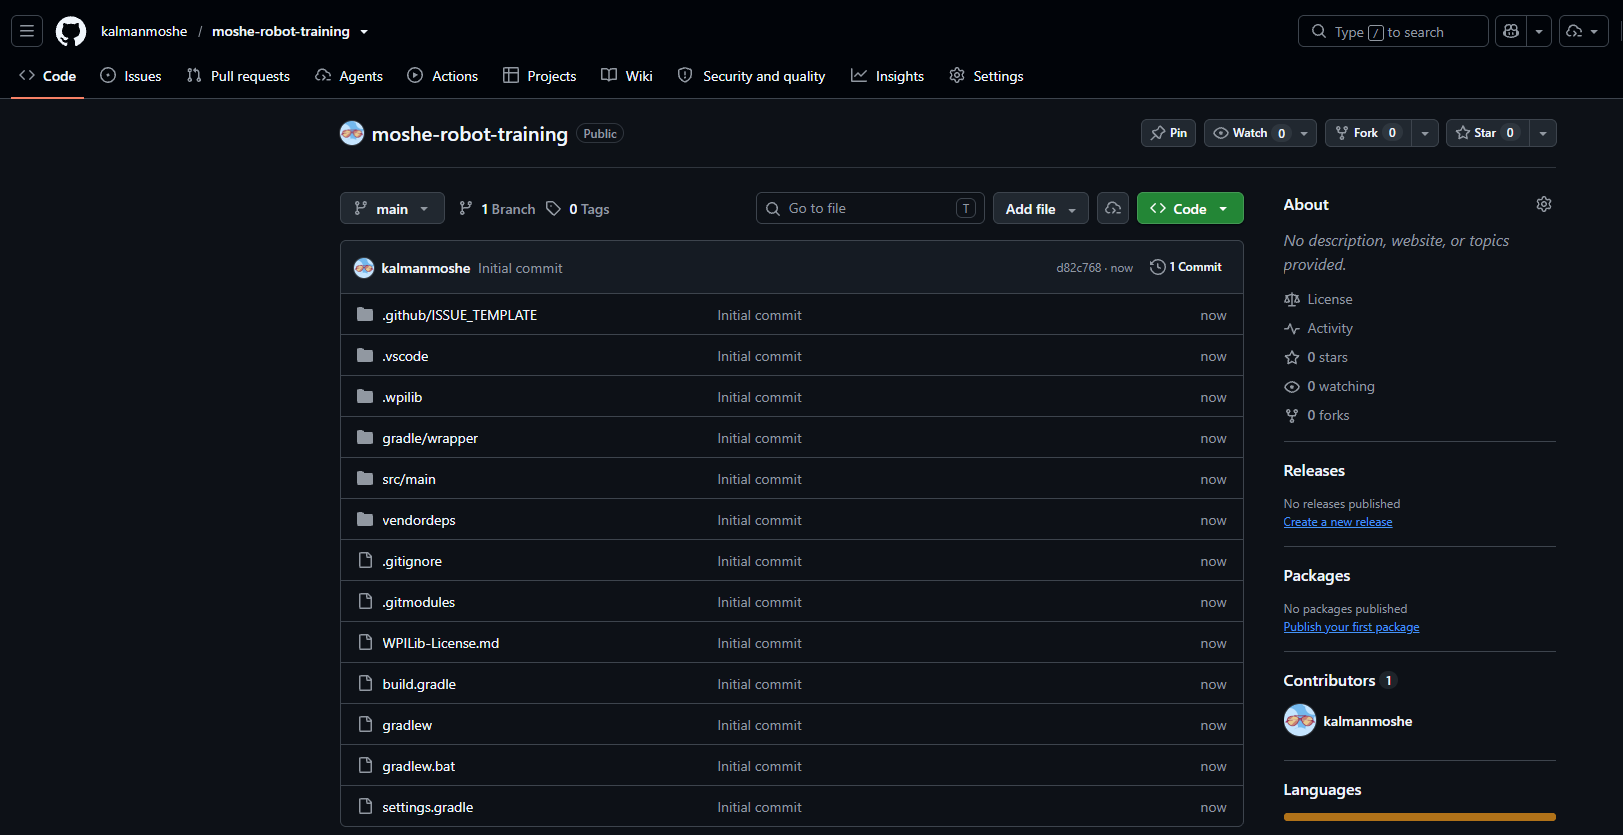 kalmanmoshe / moshe-robot-training
Type / to search
Code Issues Pull requests Agents Actions Projects Wiki Security and quality Insights Settings
moshe-robot-training Public
Pin Watch 0 Fork 0 Star 0
main 1 Branch 0 Tags Go to file T Add file Code
kalmanmoshe Initial commit d82c768 · now 1 Commit
.github/ISSUE_TEMPLATE Initial commit now
.vscode Initial commit now
.wpilib Initial commit now
gradle/wrapper Initial commit now
src/main Initial commit now
vendordeps Initial commit now
.gitignore Initial commit now
.gitmodules Initial commit now
WPILib-License.md Initial commit now
build.gradle Initial commit now
gradlew Initial commit now
gradlew.bat Initial commit now
settings.gradle Initial commit now
About
No description, website, or topics
provided.
License
Activity
0 stars
0 watching
0 forks
Releases
No releases published
Create a new release
Packages
No packages published
Publish your first package
Contributors 1
kalmanmoshe
Languages